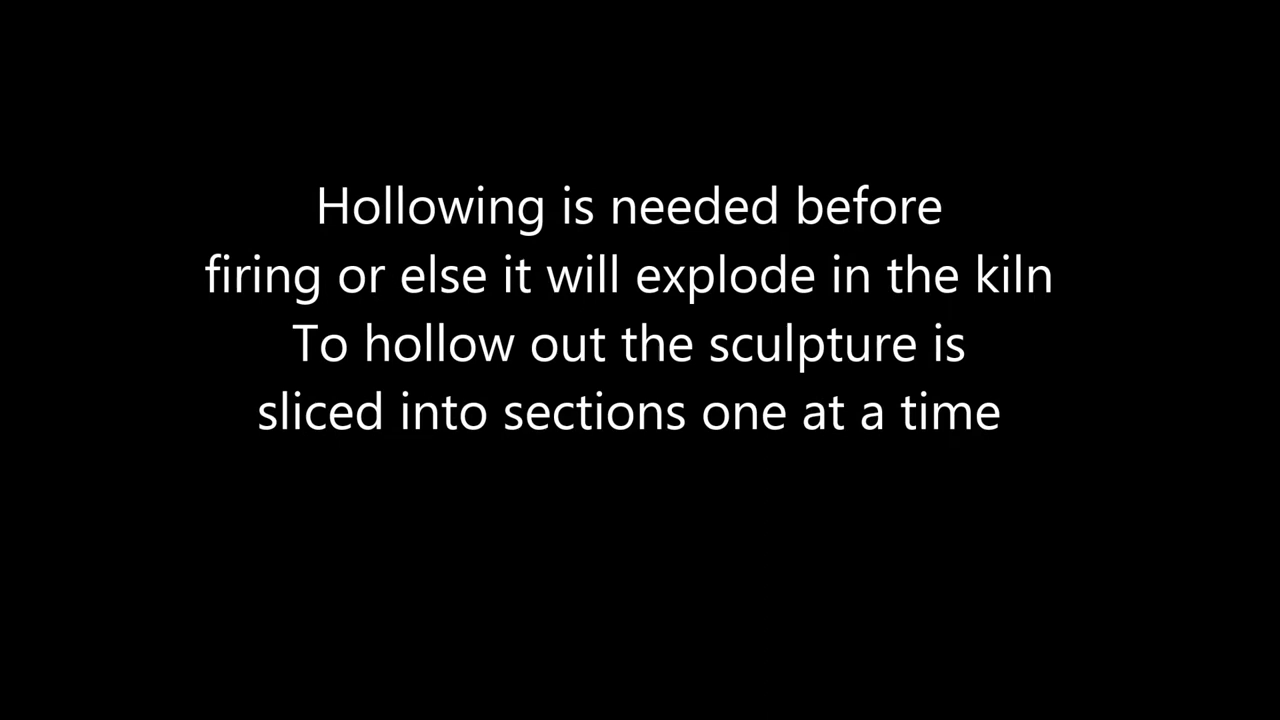 Hollowing is needed before
firing or else it will explode in the kiln
To hollow out the sculpture is
sliced into sections one at a time